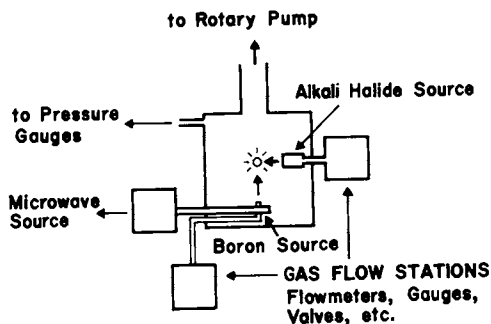 to Rotary Pump
Alkali Halide Source
to Pressure
Gauges
Microwave
Source
Boron Source
GAS FLOW STATIONS
Flowmeters, Gauges,
Valves, etc.